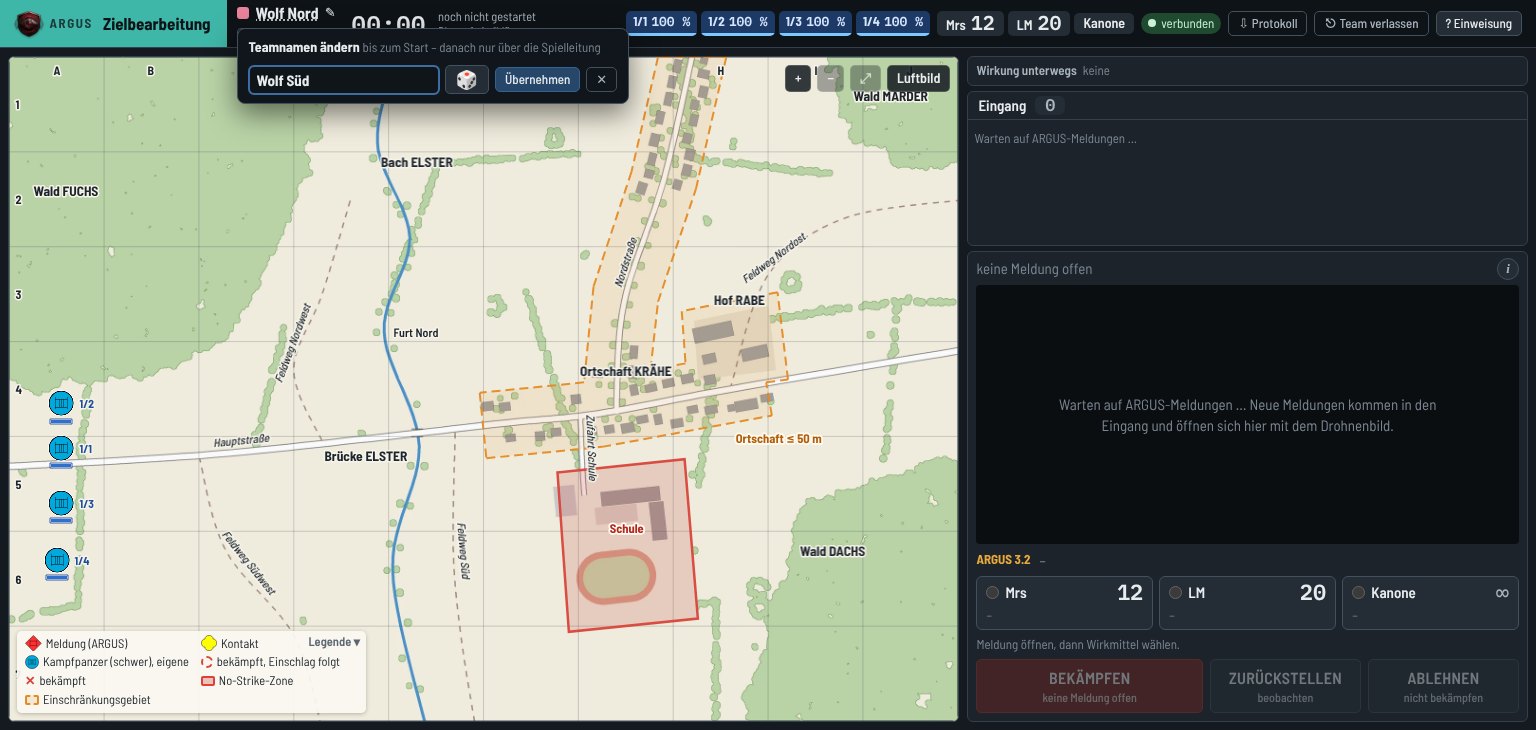 ARGUS Zielbearbeitung
Wolf Nord ✎
00:00
noch nicht gestartet
1/1 100 %
1/2 100 %
1/3 100 %
1/4 100 %
Mrs 12
LM 20
Kanone
verbunden
⇩ Protokoll
Team verlassen
? Einweisung
Teamnamen ändern bis zum Start – danach nur über die Spielleitung
Wolf Süd
Übernehmen
×
A
B
H
+
−
Luftbild
1
2
3
4
5
6
Wald MARDER
Bach ELSTER
Wald FUCHS
Nordstraße
Feldweg Nordost
Hof RABE
Feldweg Nordwest
Furt Nord
Ortschaft KRÄHE
1/2
1/1
1/3
1/4
Hauptstraße
Brücke ELSTER
Zufahrt Schule
Ortschaft ≤ 50 m
Feldweg Südwest
Feldweg Süd
Schule
Wald DACHS
Legende ▾
Meldung (ARGUS)
Kontakt
Kampfpanzer (schwer), eigene
bekämpft, Einschlag folgt
× bekämpft
No-Strike-Zone
Einschränkungsgebiet
Wirkung unterwegs keine
Eingang 0
Warten auf ARGUS-Meldungen ...
keine Meldung offen
i
Warten auf ARGUS-Meldungen ... Neue Meldungen kommen in den
Eingang und öffnen sich hier mit dem Drohnenbild.
ARGUS 3.2 –
Mrs 12
–
LM 20
–
Kanone ∞
–
Meldung öffnen, dann Wirkmittel wählen.
BEKÄMPFEN
keine Meldung offen
ZURÜCKSTELLEN
beobachten
ABLEHNEN
nicht bekämpfen